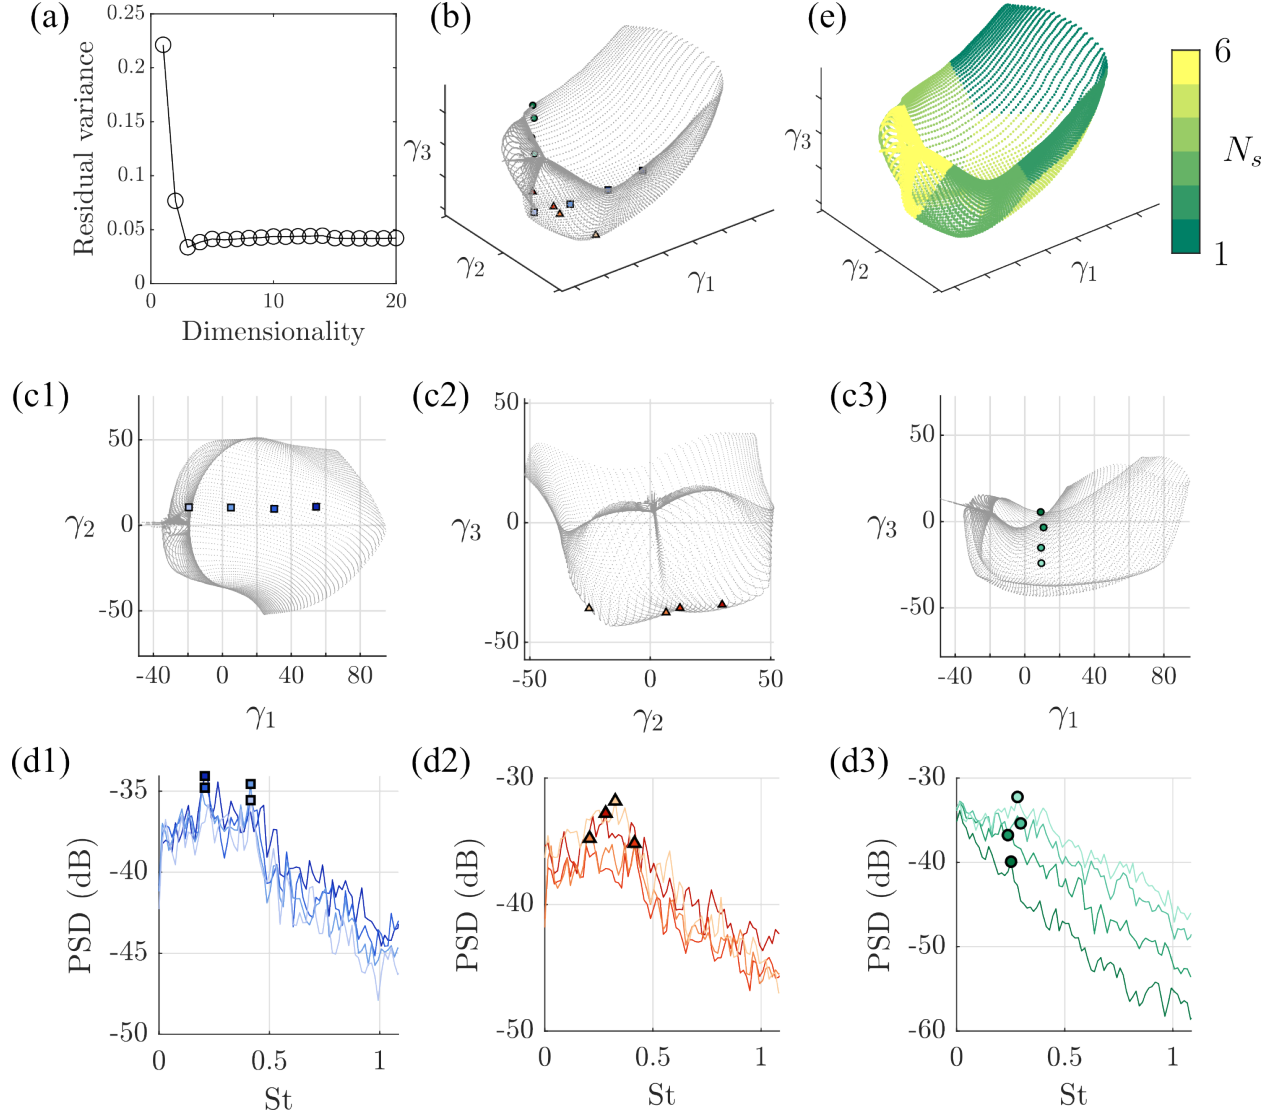 (a)
0.25
0.2
0.15
0.1
0.05
0
0
10
20
Residual variance
Dimensionality
(b)
γ3
γ2
γ1
(e)
γ3
γ2
γ1
6
Ns
1
(c1)
50
0
-50
-40
0
40
80
γ2
γ1
(c2)
50
0
-50
-50
0
50
γ3
γ2
(c3)
50
0
-50
-40
0
40
80
γ3
γ1
(d1)
-35
-40
-45
-50
0
0.5
1
PSD (dB)
St
(d2)
-30
-40
-50
0
0.5
1
PSD (dB)
St
(d3)
-30
-40
-50
-60
0
0.5
1
PSD (dB)
St